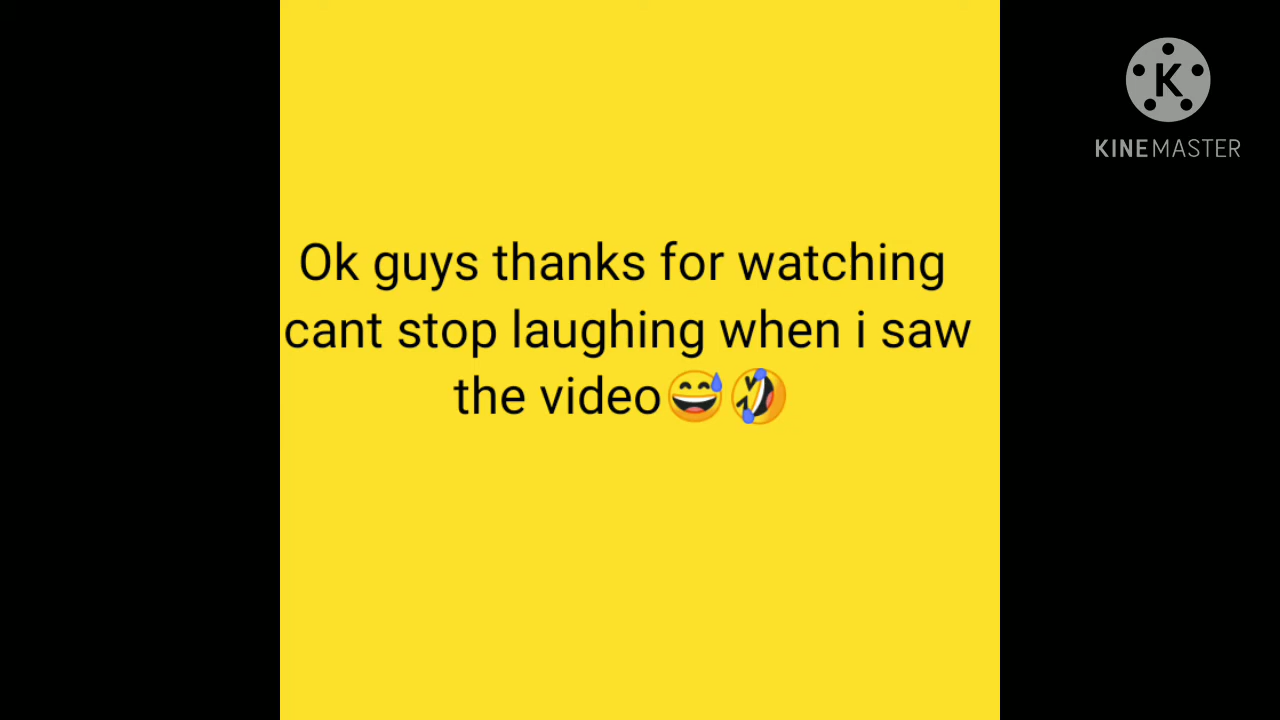 K
KINEMASTER
Ok guys thanks for watching
cant stop laughing when i saw
the video😅🤣